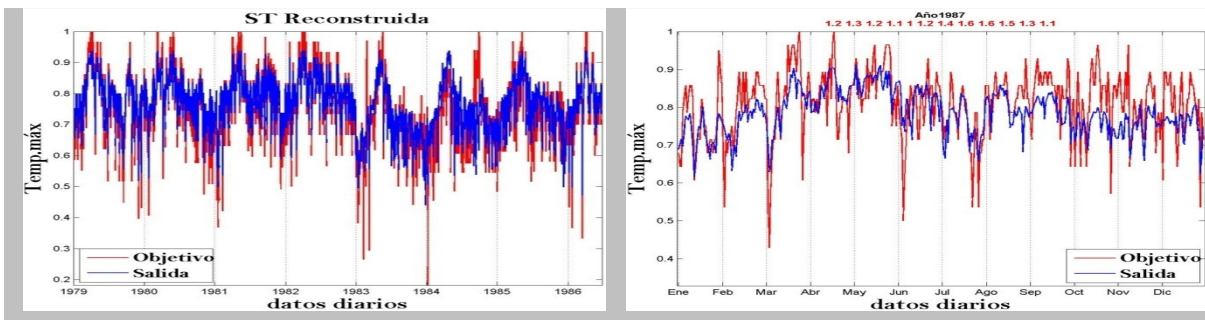 ST Reconstruida
Temp.máx
1
0.9
0.8
0.7
0.6
0.5
0.4
0.3
0.2
Objetivo
Salida
1979 1980 1981 1982 1983 1984 1985 1986
datos diarios
Año1987
1.2 1.3 1.2 1.1 1 1.2 1.4 1.6 1.6 1.5 1.3 1.1
Temp.máx
1
0.9
0.8
0.7
0.6
0.5
0.4
Objetivo
Salida
Ene Feb Mar Abr May Jun Jul Ago Sep Oct Nov Dic
datos diarios